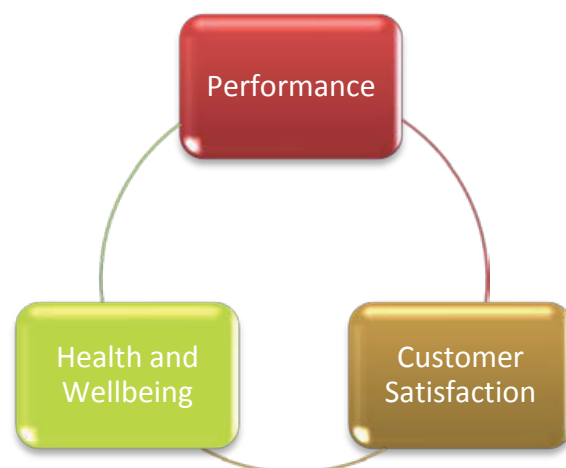 Performance
Health and
Wellbeing
Customer
Satisfaction